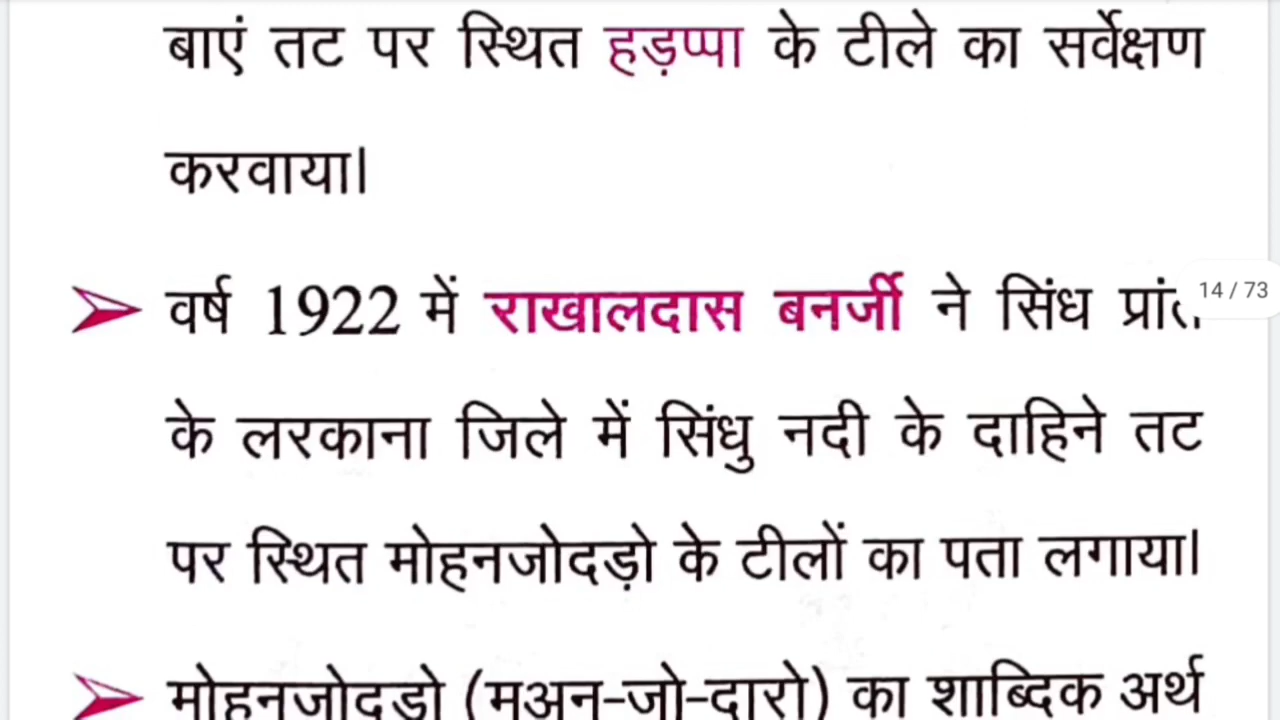 बाएं तट पर स्थित हड़प्पा के टीले का सर्वेक्षण
करवाया।
वर्ष 1922 में राखालदास बनर्जी ने सिंध प्रांत
14 / 73
के लरकाना जिले में सिंधु नदी के दाहिने तट
पर स्थित मोहनजोदड़ो के टीलों का पता लगाया।
मोहनजोदड़ो (मअन-जो-दारो) का शाब्दिक अर्थ